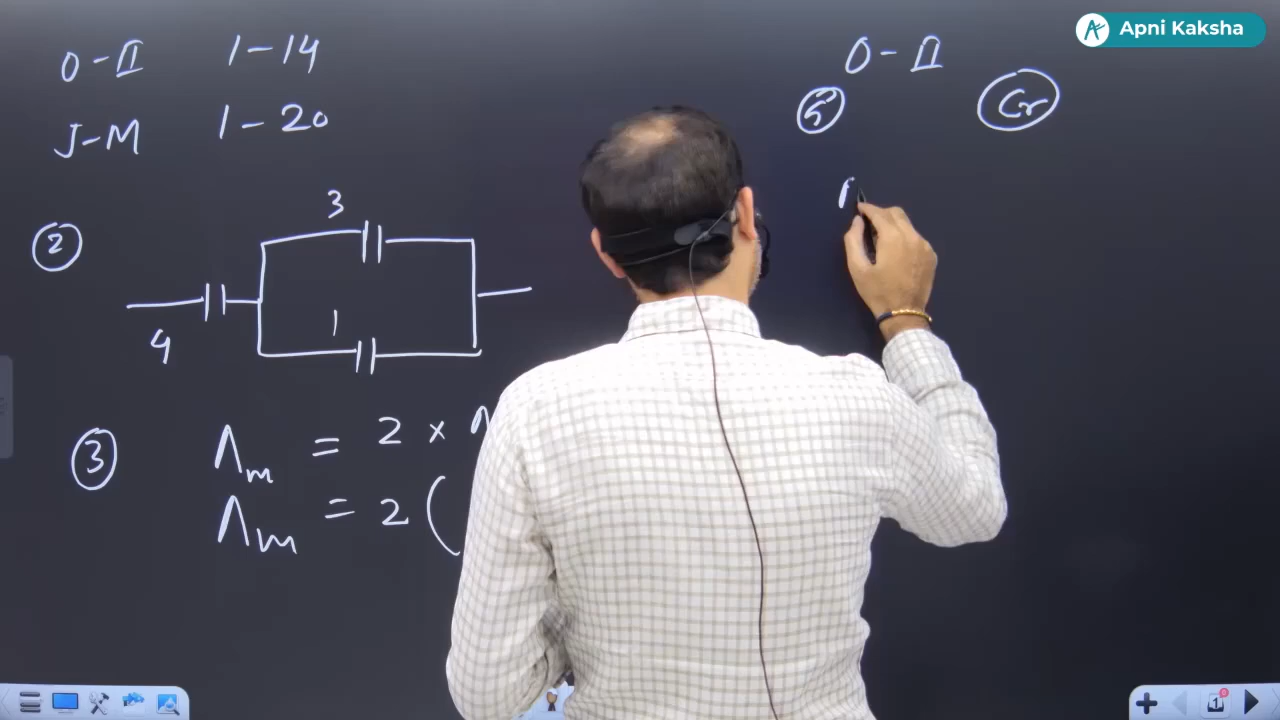 O-II 1-14
J-M 1-20
②
3
1
4
③ Λm = 2 ×
Λm = 2 (
O-II
⑤ Cr
Apni Kaksha
1